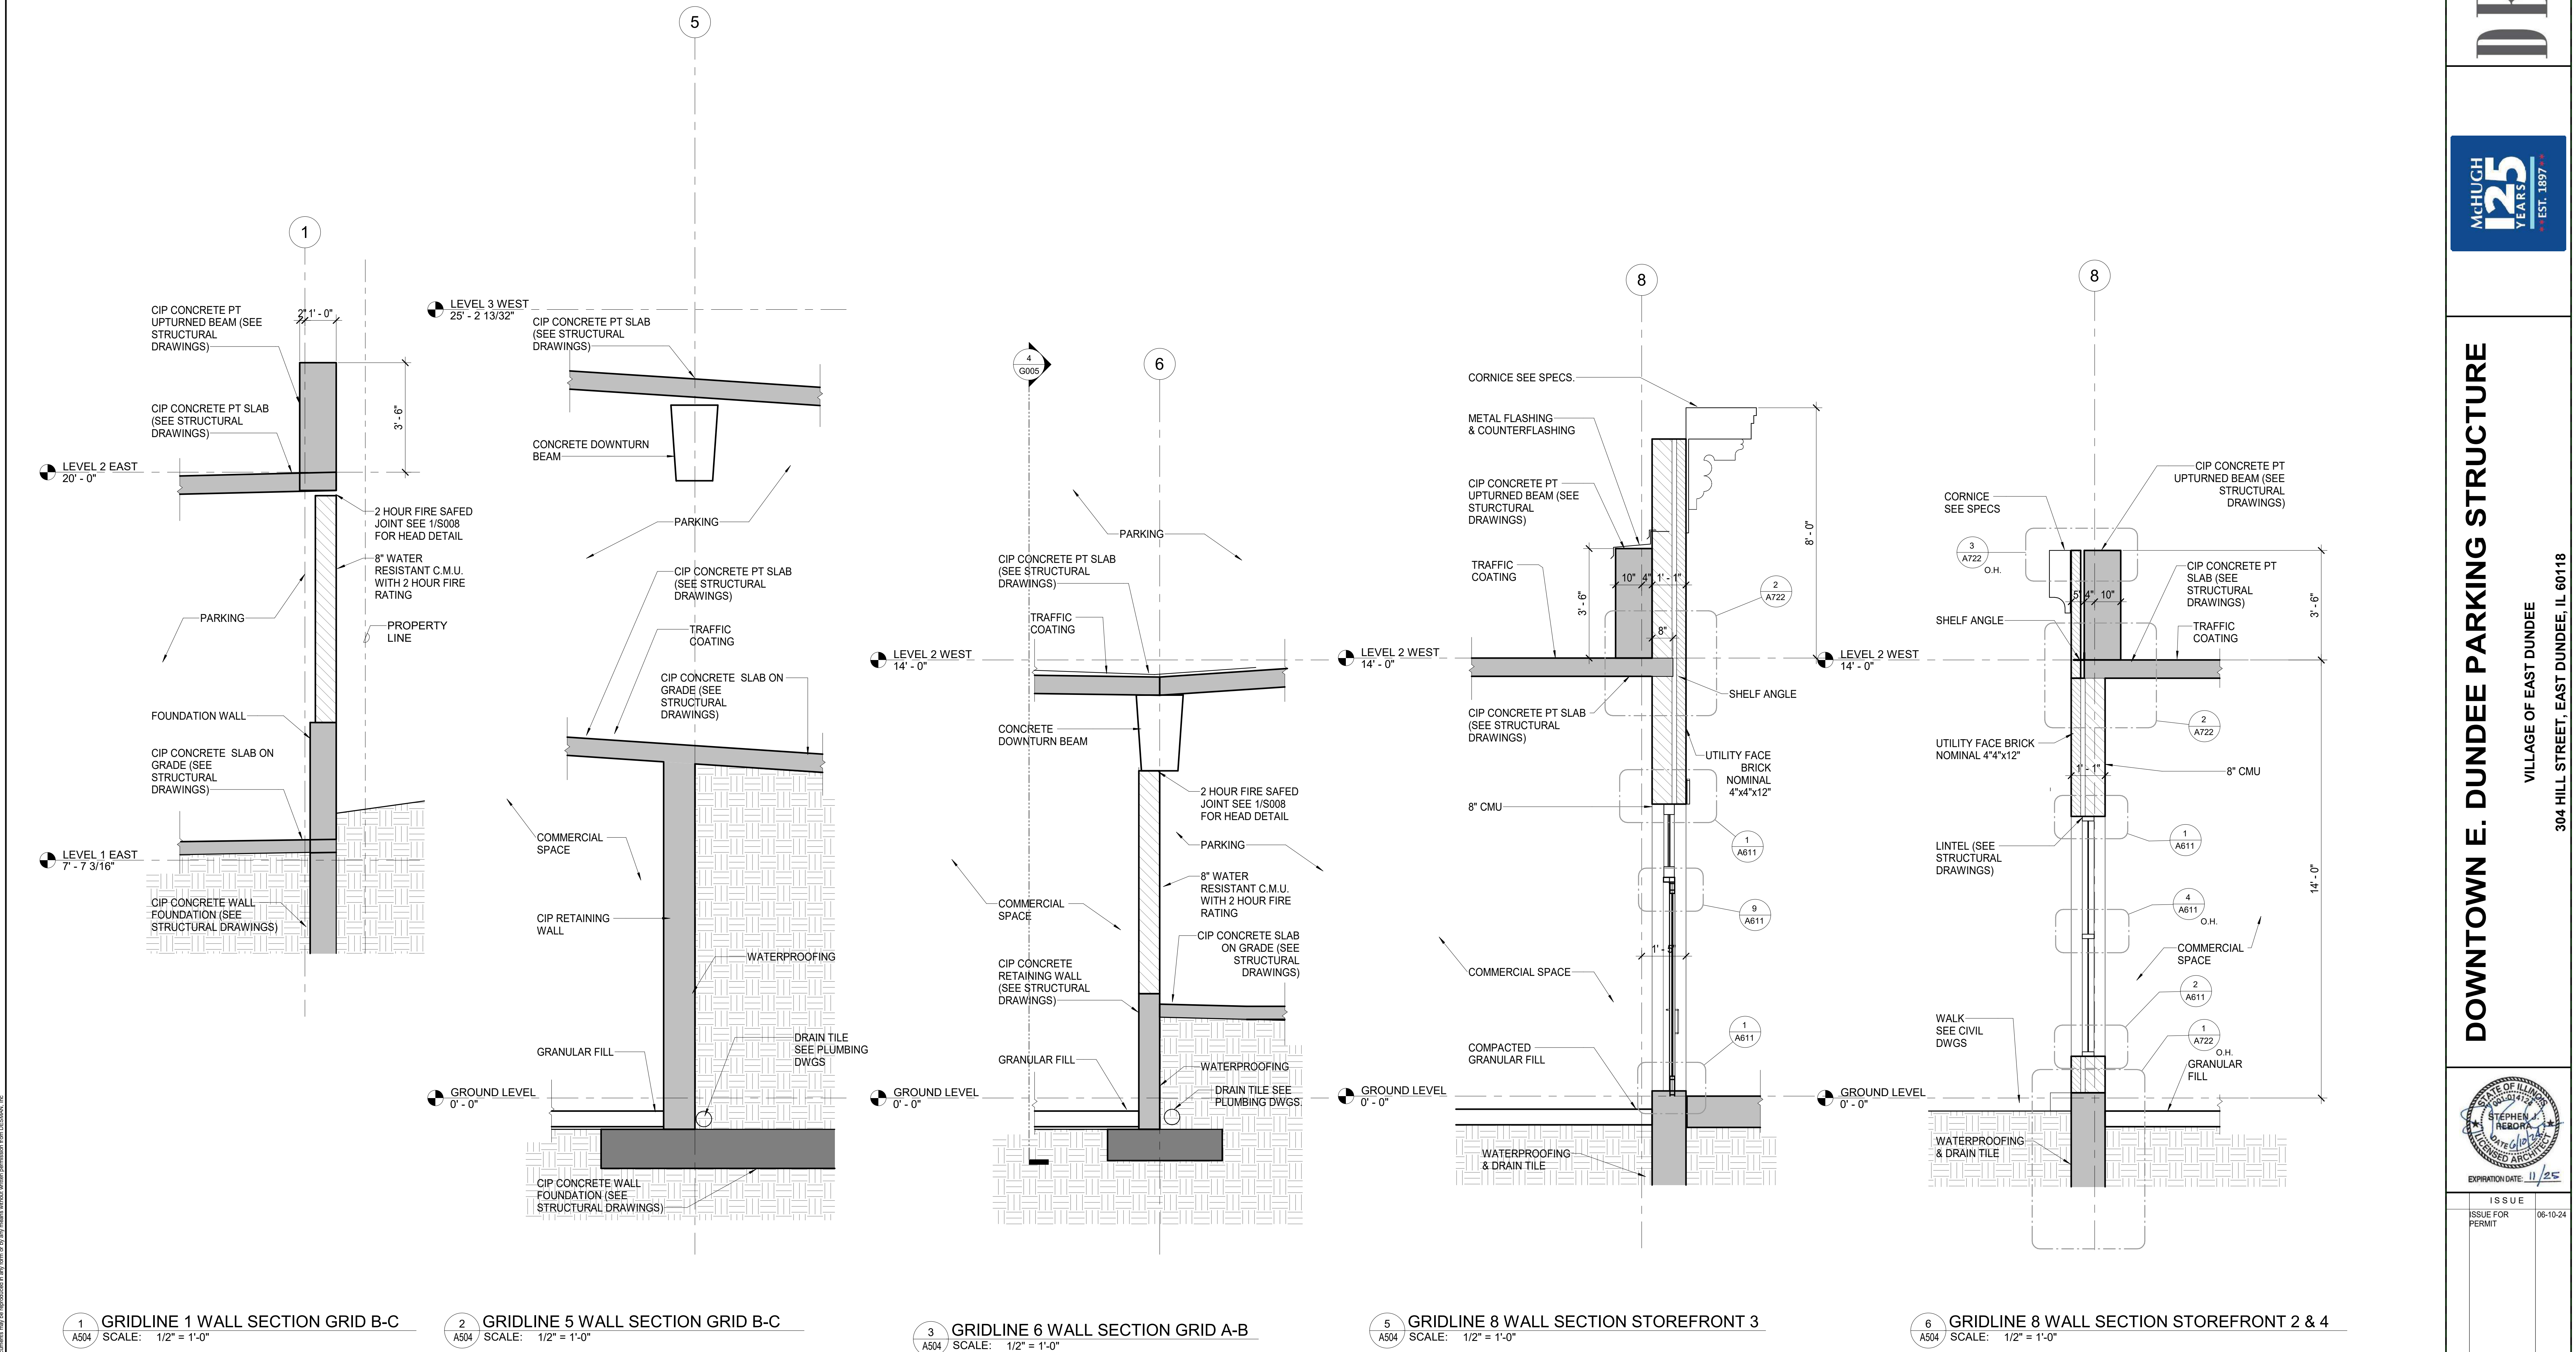 5
1
2" 1' - 0"
CIP CONCRETE PT
UPTURNED BEAM (SEE
STRUCTURAL
DRAWINGS)
CIP CONCRETE PT SLAB
(SEE STRUCTURAL
DRAWINGS)
3' - 6"
LEVEL 2 EAST
20' - 0"
2 HOUR FIRE SAFED
JOINT SEE 1/S008
FOR HEAD DETAIL
8" WATER
RESISTANT C.M.U.
WITH 2 HOUR FIRE
RATING
PARKING
PROPERTY
LINE
FOUNDATION WALL
CIP CONCRETE SLAB ON
GRADE (SEE
STRUCTURAL
DRAWINGS)
LEVEL 1 EAST
7' - 7 3/16"
CIP CONCRETE WALL
FOUNDATION (SEE
STRUCTURAL DRAWINGS)
1
A504
GRIDLINE 1 WALL SECTION GRID B-C
SCALE: 1/2" = 1'-0"
LEVEL 3 WEST
25' - 2 13/32"
CIP CONCRETE PT SLAB
(SEE STRUCTURAL
DRAWINGS)
CONCRETE DOWNTURN
BEAM
PARKING
CIP CONCRETE PT SLAB
(SEE STRUCTURAL
DRAWINGS)
TRAFFIC
COATING
CIP CONCRETE SLAB ON
GRADE (SEE
STRUCTURAL
DRAWINGS)
COMMERCIAL
SPACE
CIP RETAINING
WALL
WATERPROOFING
GRANULAR FILL
DRAIN TILE
SEE PLUMBING
DWGS
GROUND LEVEL
0' - 0"
CIP CONCRETE WALL
FOUNDATION (SEE
STRUCTURAL DRAWINGS)
2
A504
GRIDLINE 5 WALL SECTION GRID B-C
SCALE: 1/2" = 1'-0"
4
G005
6
PARKING
CIP CONCRETE PT SLAB
(SEE STRUCTURAL
DRAWINGS)
TRAFFIC
COATING
LEVEL 2 WEST
14' - 0"
CONCRETE
DOWNTURN BEAM
2 HOUR FIRE SAFED
JOINT SEE 1/S008
FOR HEAD DETAIL
PARKING
8" WATER
RESISTANT C.M.U.
WITH 2 HOUR FIRE
RATING
COMMERCIAL
SPACE
CIP CONCRETE SLAB
ON GRADE (SEE
STRUCTURAL
DRAWINGS)
CIP CONCRETE
RETAINING WALL
(SEE STRUCTURAL
DRAWINGS)
GRANULAR FILL
WATERPROOFING
DRAIN TILE SEE
PLUMBING DWGS.
GROUND LEVEL
0' - 0"
3
A504
GRIDLINE 6 WALL SECTION GRID A-B
SCALE: 1/2" = 1'-0"
8
CORNICE SEE SPECS.
METAL FLASHING
& COUNTERFLASHING
CIP CONCRETE PT
UPTURNED BEAM (SEE
STURCTURAL
DRAWINGS)
TRAFFIC
COATING
8' - 0"
10" 4" 1' - 1"
3' - 6"
8"
2
A722
LEVEL 2 WEST
14' - 0"
SHELF ANGLE
CIP CONCRETE PT SLAB
(SEE STRUCTURAL
DRAWINGS)
UTILITY FACE
BRICK
NOMINAL
4"x4"x12"
8" CMU
1
A611
9
A611
1' - 5"
COMMERCIAL SPACE
COMPACTED
GRANULAR FILL
1
A611
GROUND LEVEL
0' - 0"
WATERPROOFING
& DRAIN TILE
5
A504
GRIDLINE 8 WALL SECTION STOREFRONT 3
SCALE: 1/2" = 1'-0"
8
CIP CONCRETE PT
UPTURNED BEAM (SEE
STRUCTURAL
DRAWINGS)
CORNICE
SEE SPECS
3
A722
O.H.
CIP CONCRETE PT
SLAB (SEE
STRUCTURAL
DRAWINGS)
5" 4" 10"
3' - 6"
SHELF ANGLE
TRAFFIC
COATING
LEVEL 2 WEST
14' - 0"
2
A722
UTILITY FACE BRICK
NOMINAL 4"4"x12"
1' - 1"
8" CMU
LINTEL (SEE
STRUCTURAL
DRAWINGS)
1
A611
14' - 0"
4
A611
O.H.
COMMERCIAL
SPACE
2
A611
WALK
SEE CIVIL
DWGS
1
A722
O.H.
GRANULAR
FILL
GROUND LEVEL
0' - 0"
WATERPROOFING
& DRAIN TILE
6
A504
GRIDLINE 8 WALL SECTION STOREFRONT 2 & 4
SCALE: 1/2" = 1'-0"
McHUGH
125
YEARS
EST. 1897
DOWNTOWN E. DUNDEE PARKING STRUCTURE
VILLAGE OF EAST DUNDEE
304 HILL STREET, EAST DUNDEE, IL 60118
STATE OF ILLINOIS
001-014126
STEPHEN J.
REBORA
DATE 6/10/24
LICENSED ARCHITECT
EXPIRATION DATE: 11/25
ISSUE
ISSUE FOR
PERMIT
06-10-24